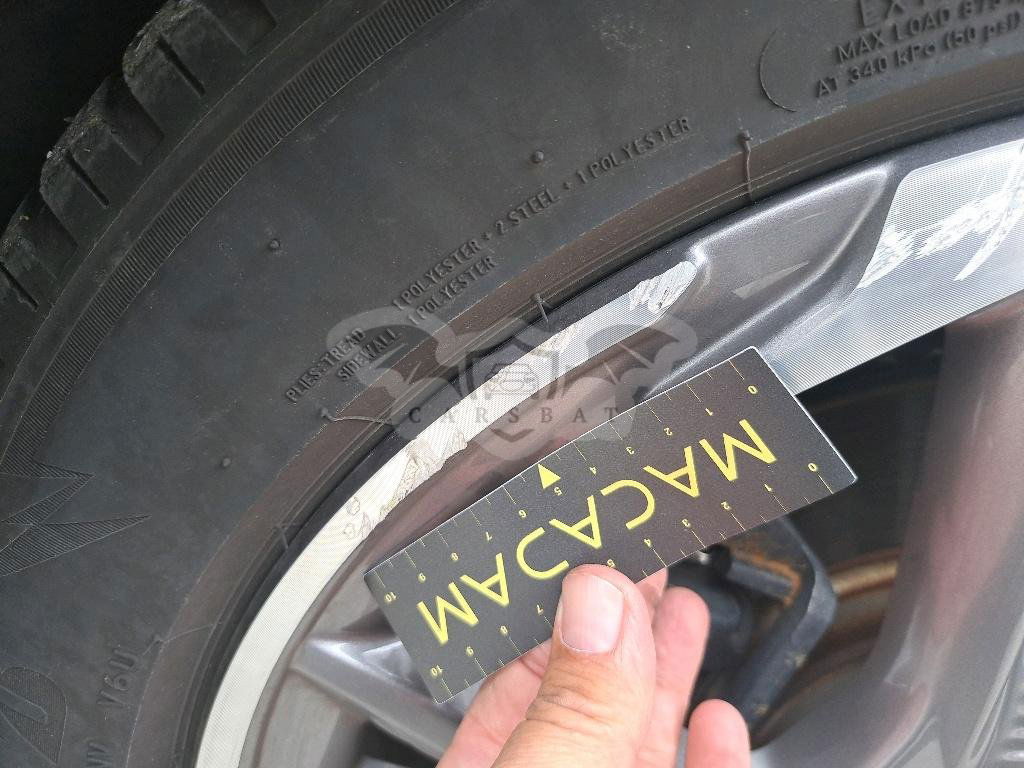 MAX LOAD
AT 340 kPa (50 psi)
PLIES: TREAD 1 POLYESTER + 2 STEEL + 1 POLYESTER
SIDEWALL 1 POLYESTER
CARSBAT
0 1 2 3 4 5 6 7 8 9 10
MACADAM
0 1 2 3 4 5 6 7 8 9 10